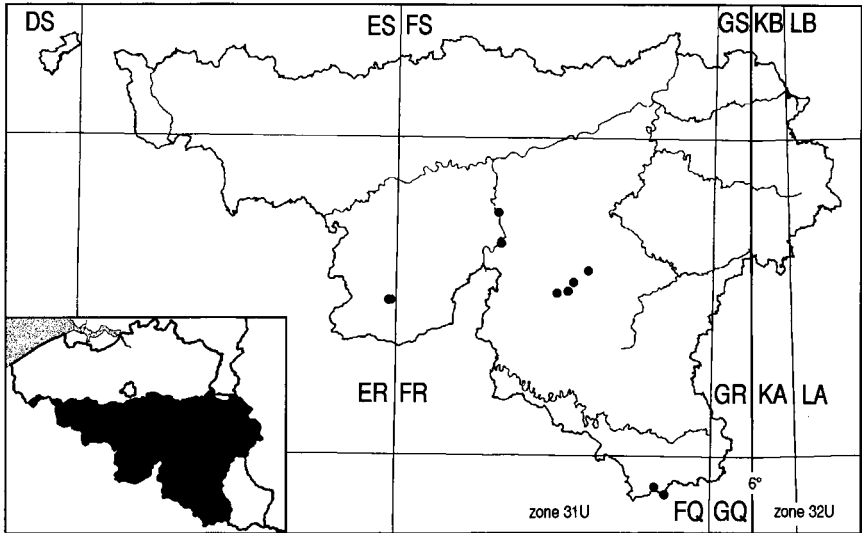 DS ES FS GS KB LB
ER FR GR KA LA
6°
zone 31U FQ GQ zone 32U